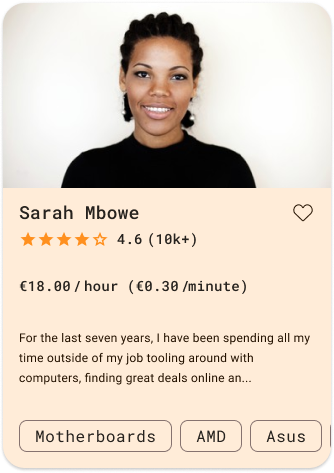 Sarah Mbowe
4.6 (10k+)
€18.00/hour (€0.30/minute)
For the last seven years, I have been spending all my
time outside of my job tooling around with
computers, finding great deals online an...
Motherboards AMD Asus